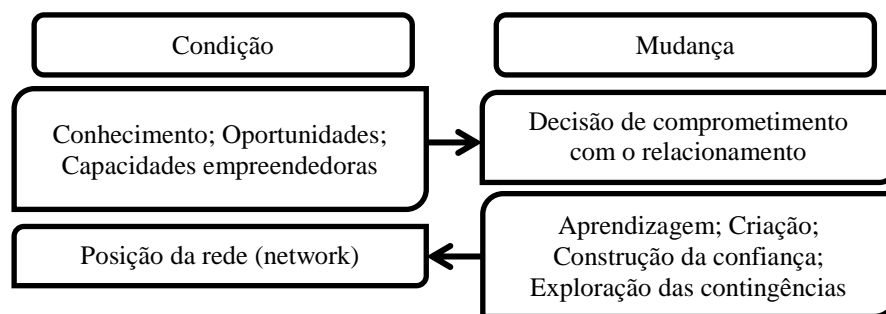 Condição
Mudança
Conhecimento; Oportunidades;
Capacidades empreendedoras
Decisão de comprometimento
com o relacionamento
Posição da rede (network)
Aprendizagem; Criação;
Construção da confiança;
Exploração das contingências